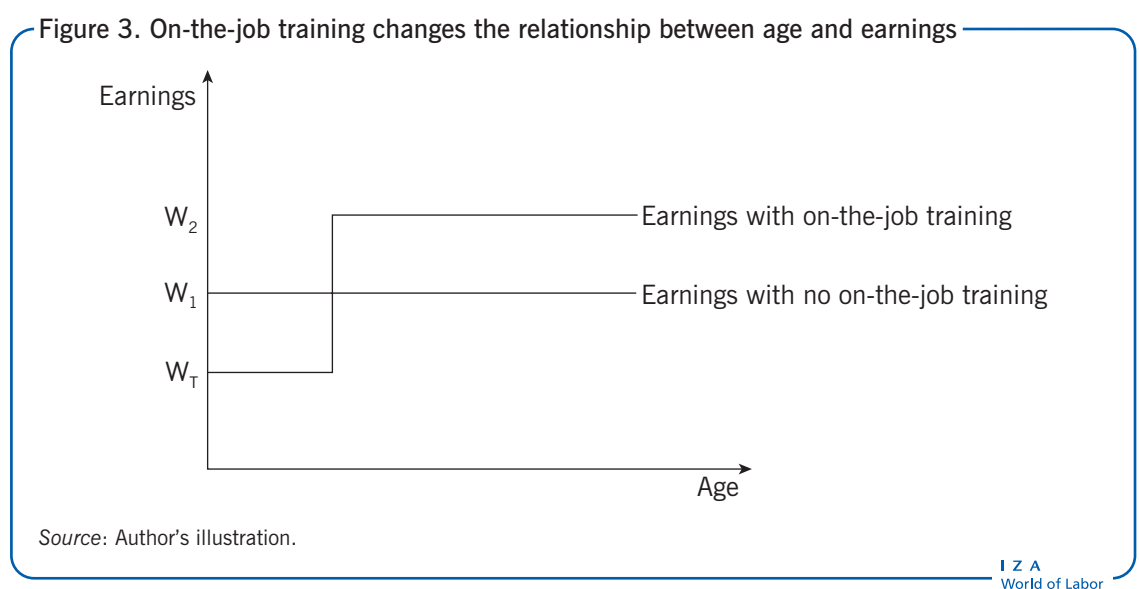 Figure 3. On-the-job training changes the relationship between age and earnings
Earnings
W2
Earnings with on-the-job training
W1
Earnings with no on-the-job training
WT
Age
Source: Author's illustration.
I Z A
World of Labor